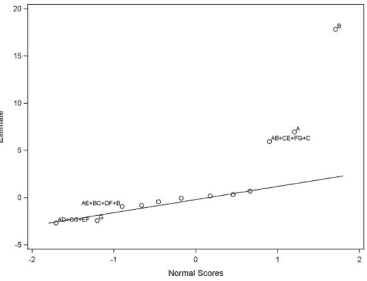 20
15
10
5
0
-5
Estimate
B
A
AB+CE+FG+C
AE+BC+DF+B
AD+CG+EF
-2
-1
0
1
2
Normal Scores